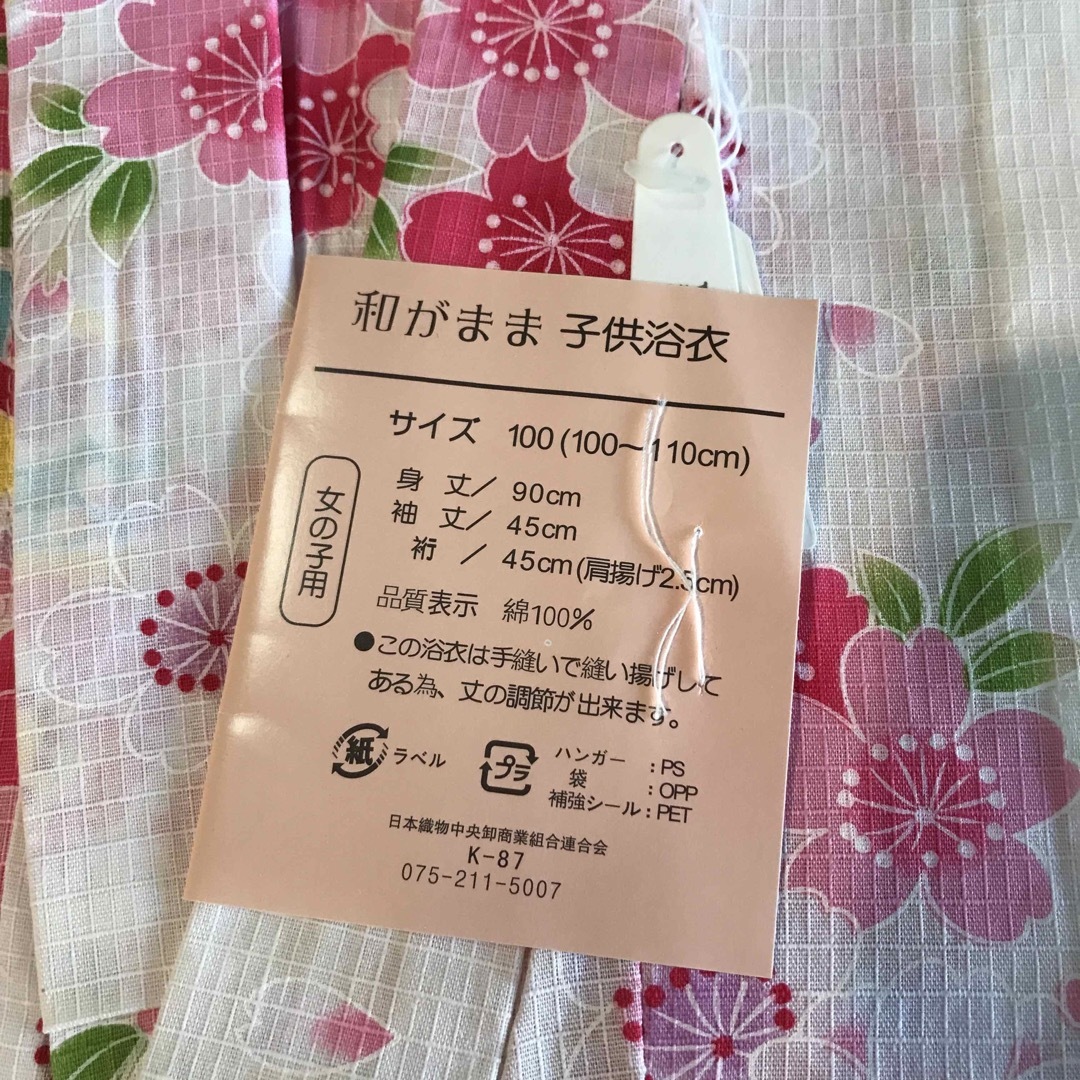 和がまま 子供浴衣
サイズ 100(100〜110cm)
女の子用
身 丈／ 90cm
袖 丈／ 45cm
裄 ／ 45cm(肩揚げ2.5cm)
品質表示 綿100%
●この浴衣は手縫いで縫い揚げして
ある為、丈の調節が出来ます。
紙 ラベル
プラ ハンガー :PS
袋 :OPP
補強シール:PET
日本織物中央卸商業組合連合会
K-87
075-211-5007